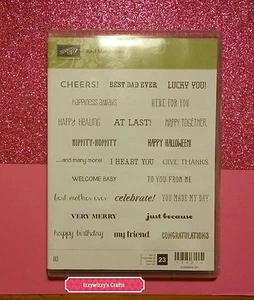 CHEERS! BEST DAD EVER LUCKY YOU!
happiness awaits HERE FOR YOU
HAPPY HEALING AT LAST! HAPPY TOGETHER
HIPPITY-HOPPITY HAPPY HALLOWEEN!
...and many more! I HEART YOU GIVE THANKS
WELCOME BABY TO YOU FROM ME
best mother ever celebrate! YOU MADE MY DAY
VERY MERRY just because
happy birthday my friend CONGRATULATIONS
23
Izzywizzy's Crafts